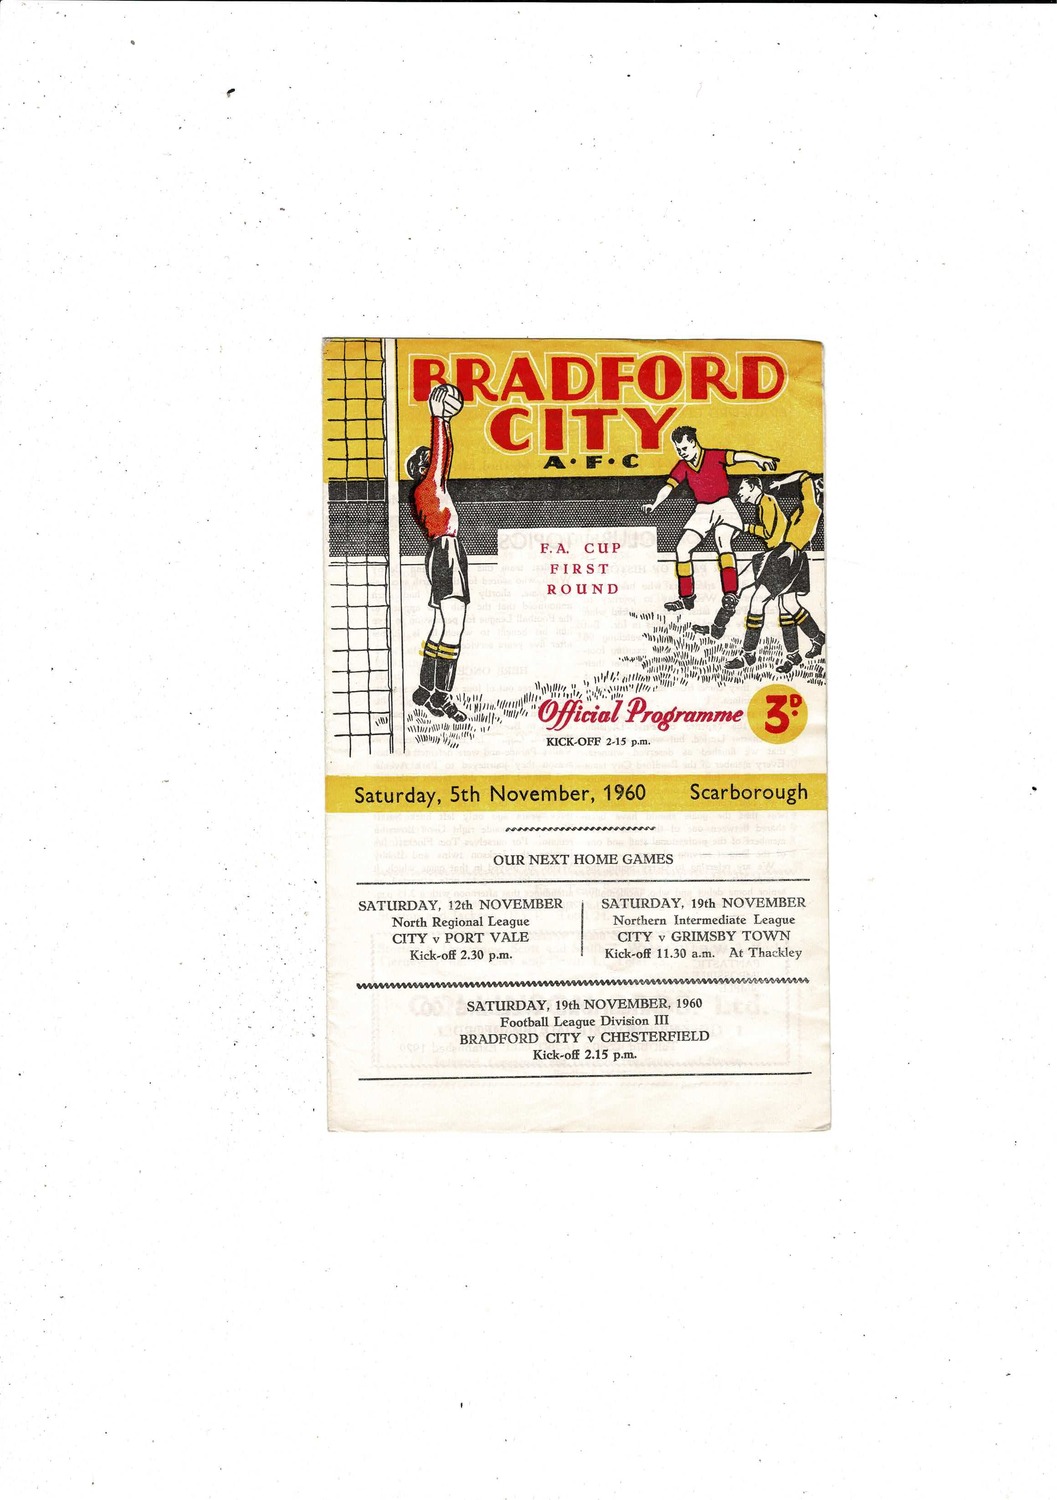 BRADFORD
CITY
A·F·C
F.A. CUP
FIRST
ROUND
Official Programme
3D.
KICK-OFF 2-15 p.m.
Saturday, 5th November, 1960 Scarborough
OUR NEXT HOME GAMES
SATURDAY, 12th NOVEMBER
North Regional League
CITY v PORT VALE
Kick-off 2.30 p.m.
SATURDAY, 19th NOVEMBER
Northern Intermediate League
CITY v GRIMSBY TOWN
Kick-off 11.30 a.m. At Thackley
SATURDAY, 19th NOVEMBER, 1960
Football League Division III
BRADFORD CITY v CHESTERFIELD
Kick-off 2.15 p.m.